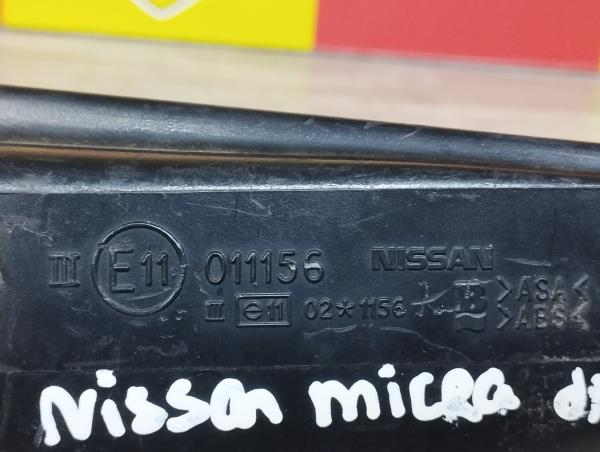 III E11 011156 NISSAN
III e11 02*1156 >ASA<
>ABS<
Nissan micra